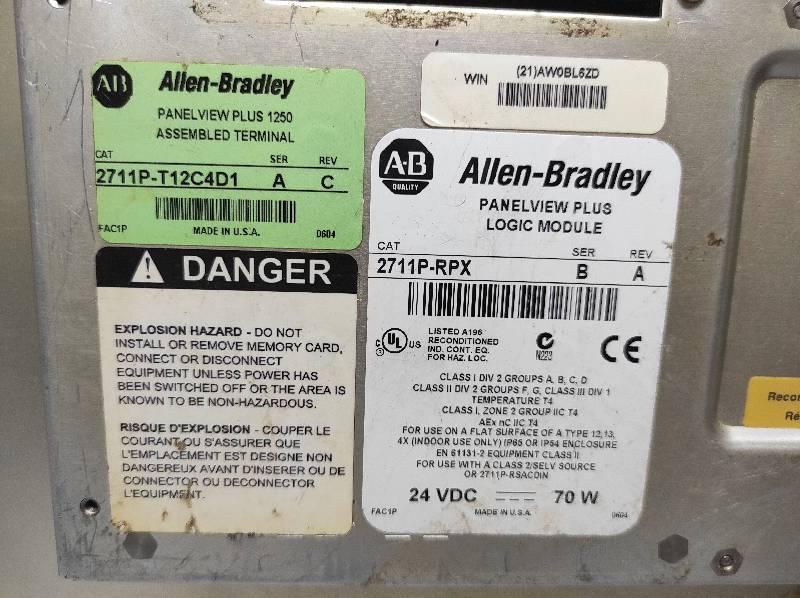 AB Allen-Bradley
PANELVIEW PLUS 1250
ASSEMBLED TERMINAL
CAT SER REV
2711P-T12C4D1 A C
FAC1P MADE IN U.S.A. 0604
DANGER
EXPLOSION HAZARD - DO NOT
INSTALL OR REMOVE MEMORY CARD,
CONNECT OR DISCONNECT
EQUIPMENT UNLESS POWER HAS
BEEN SWITCHED OFF OR THE AREA IS
KNOWN TO BE NON-HAZARDOUS.
RISQUE D'EXPLOSION - COUPER LE
COURANT OU S'ASSURER QUE
L'EMPLACEMENT EST DESIGNE NON
DANGEREUX AVANT D'INSERER OU DE
CONNECTOR OU DECONNECTOR
L'EQUIPMENT.
WIN (21)AW0BL6ZD
A-B QUALITY Allen-Bradley
PANELVIEW PLUS
LOGIC MODULE
CAT SER REV
2711P-RPX B A
C UL US
LISTED A196
RECONDITIONED
IND. CONT. EQ.
FOR HAZ. LOC.
N223
CE
CLASS I DIV 2 GROUPS A, B, C, D
CLASS II DIV 2 GROUPS F, G, CLASS III DIV 1
TEMPERATURE T4
CLASS I, ZONE 2 GROUP IIC T4
AEx nC IIC T4
FOR USE ON A FLAT SURFACE OF A TYPE 12,13,
4X (INDOOR USE ONLY) IP65 OR IP54 ENCLOSURE
EN 61131-2 EQUIPMENT CLASS II
FOR USE WITH A CLASS 2/SELV SOURCE
OR 2711P-RSACDIN
24 VDC 70 W
FAC1P MADE IN U.S.A. 0604